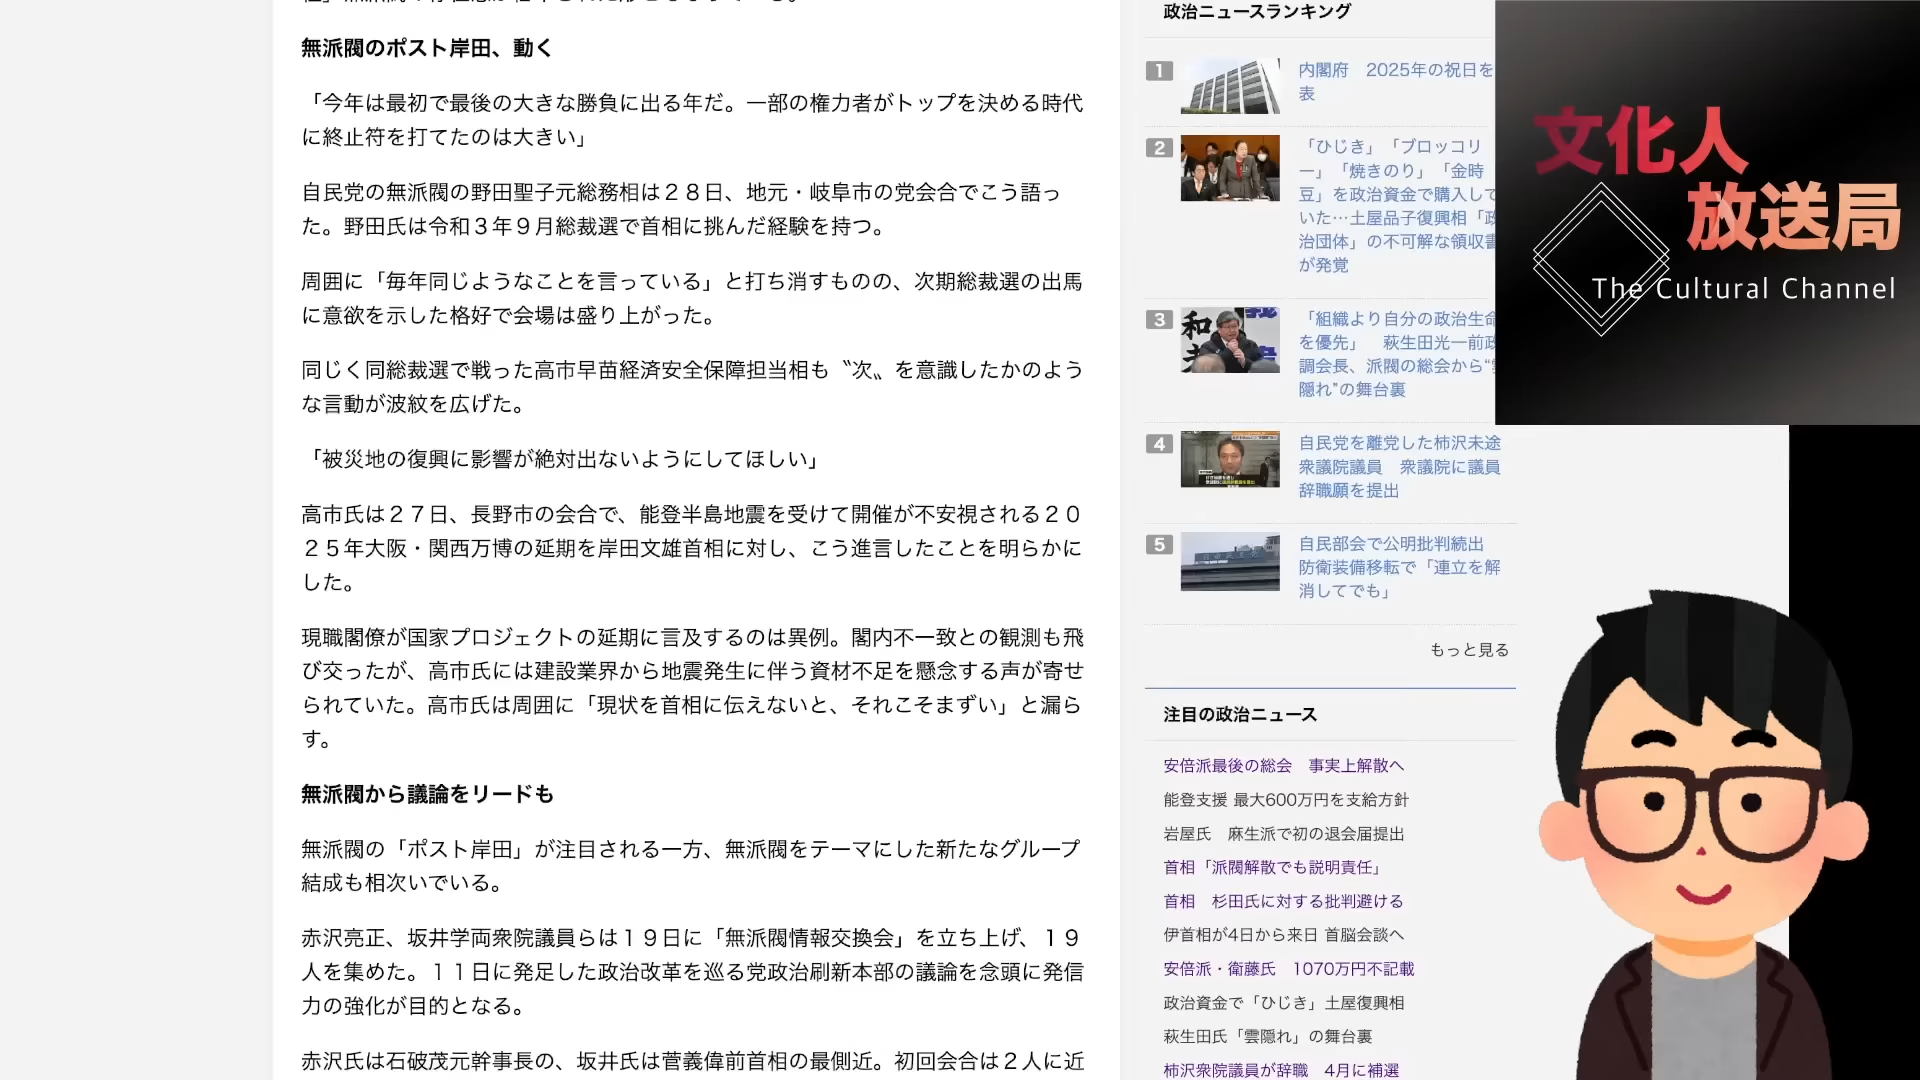 無派閥のポスト岸田、動く
「今年は最初で最後の大きな勝負に出る年だ。一部の権力者がトップを決める時代
に終止符を打てたのは大きい」
自民党の無派閥の野田聖子元総務相は２８日、地元・岐阜市の党会合でこう語っ
た。野田氏は令和３年９月総裁選で首相に挑んだ経験を持つ。
周囲に「毎年同じようなことを言っている」と打ち消すものの、次期総裁選の出馬
に意欲を示した格好で会場は盛り上がった。
同じく同総裁選で戦った高市早苗経済安全保障担当相も〝次〟を意識したかのよう
な言動が波紋を広げた。
「被災地の復興に影響が絶対出ないようにしてほしい」
高市氏は２７日、長野市の会合で、能登半島地震を受けて開催が不安視される２０
２５年大阪・関西万博の延期を岸田文雄首相に対し、こう進言したことを明らかに
した。
現職閣僚が国家プロジェクトの延期に言及するのは異例。閣内不一致との観測も飛
び交ったが、高市氏には建設業界から地震発生に伴う資材不足を懸念する声が寄せ
られていた。高市氏は周囲に「現状を首相に伝えないと、それこそまずい」と漏ら
す。
無派閥から議論をリードも
無派閥の「ポスト岸田」が注目される一方、無派閥をテーマにした新たなグループ
結成も相次いでいる。
赤沢亮正、坂井学両衆院議員らは１９日に「無派閥情報交換会」を立ち上げ、１９
人を集めた。１１日に発足した政治改革を巡る党政治刷新本部の議論を念頭に発信
力の強化が目的となる。
赤沢氏は石破茂元幹事長の、坂井氏は菅義偉前首相の最側近。初回会合は２人に近
政治ニュースランキング
1
内閣府　2025年の祝日を
表
2
「ひじき」「ブロッコリ
ー」「焼きのり」「金時
豆」を政治資金で購入して
いた…土屋品子復興相「政
治団体」の不可解な領収書
が発覚
3
「組織より自分の政治生命
を優先」　萩生田光一前政
調会長、派閥の総会から“雲
隠れ”の舞台裏
4
自民党を離党した柿沢未途
衆議院議員　衆議院に議員
辞職願を提出
5
自民部会で公明批判続出
防衛装備移転で「連立を解
消してでも」
もっと見る
注目の政治ニュース
安倍派最後の総会　事実上解散へ
能登支援 最大600万円を支給方針
岩屋氏　麻生派で初の退会届提出
首相「派閥解散でも説明責任」
首相　杉田氏に対する批判避ける
伊首相が4日から来日 首脳会談へ
安倍派・衛藤氏　1070万円不記載
政治資金で「ひじき」土屋復興相
萩生田氏「雲隠れ」の舞台裏
柿沢衆院議員が辞職　4月に補選
文化人
放送局
The Cultural Channel